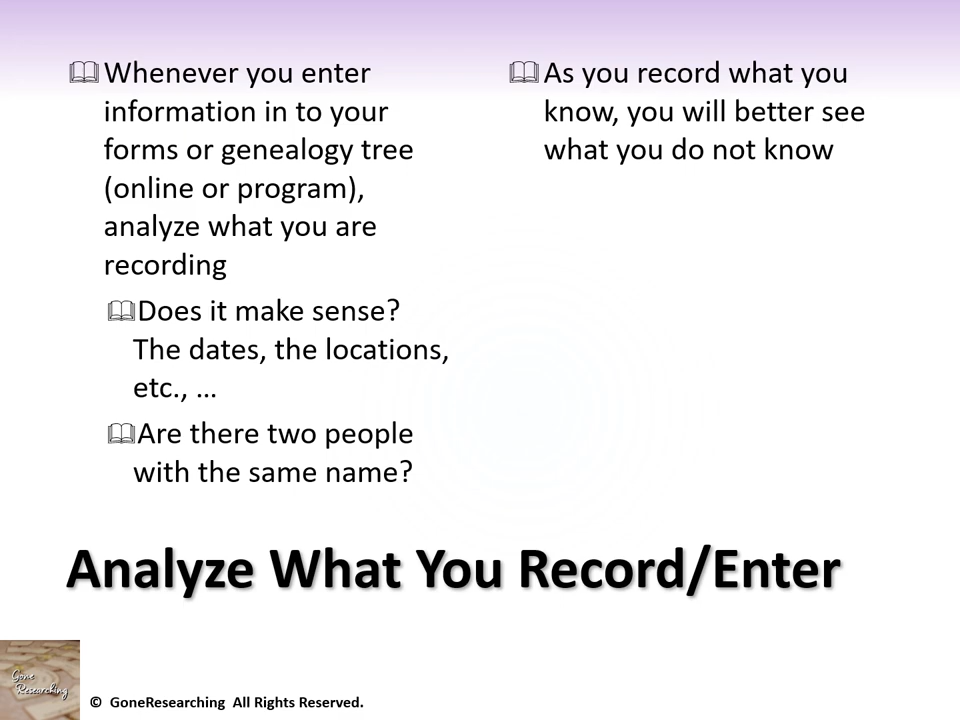 Whenever you enter
information in to your
forms or genealogy tree
(online or program),
analyze what you are
recording
Does it make sense?
The dates, the locations,
etc., …
Are there two people
with the same name?
As you record what you
know, you will better see
what you do not know
Analyze What You Record/Enter
Gone
Researching
© GoneResearching All Rights Reserved.